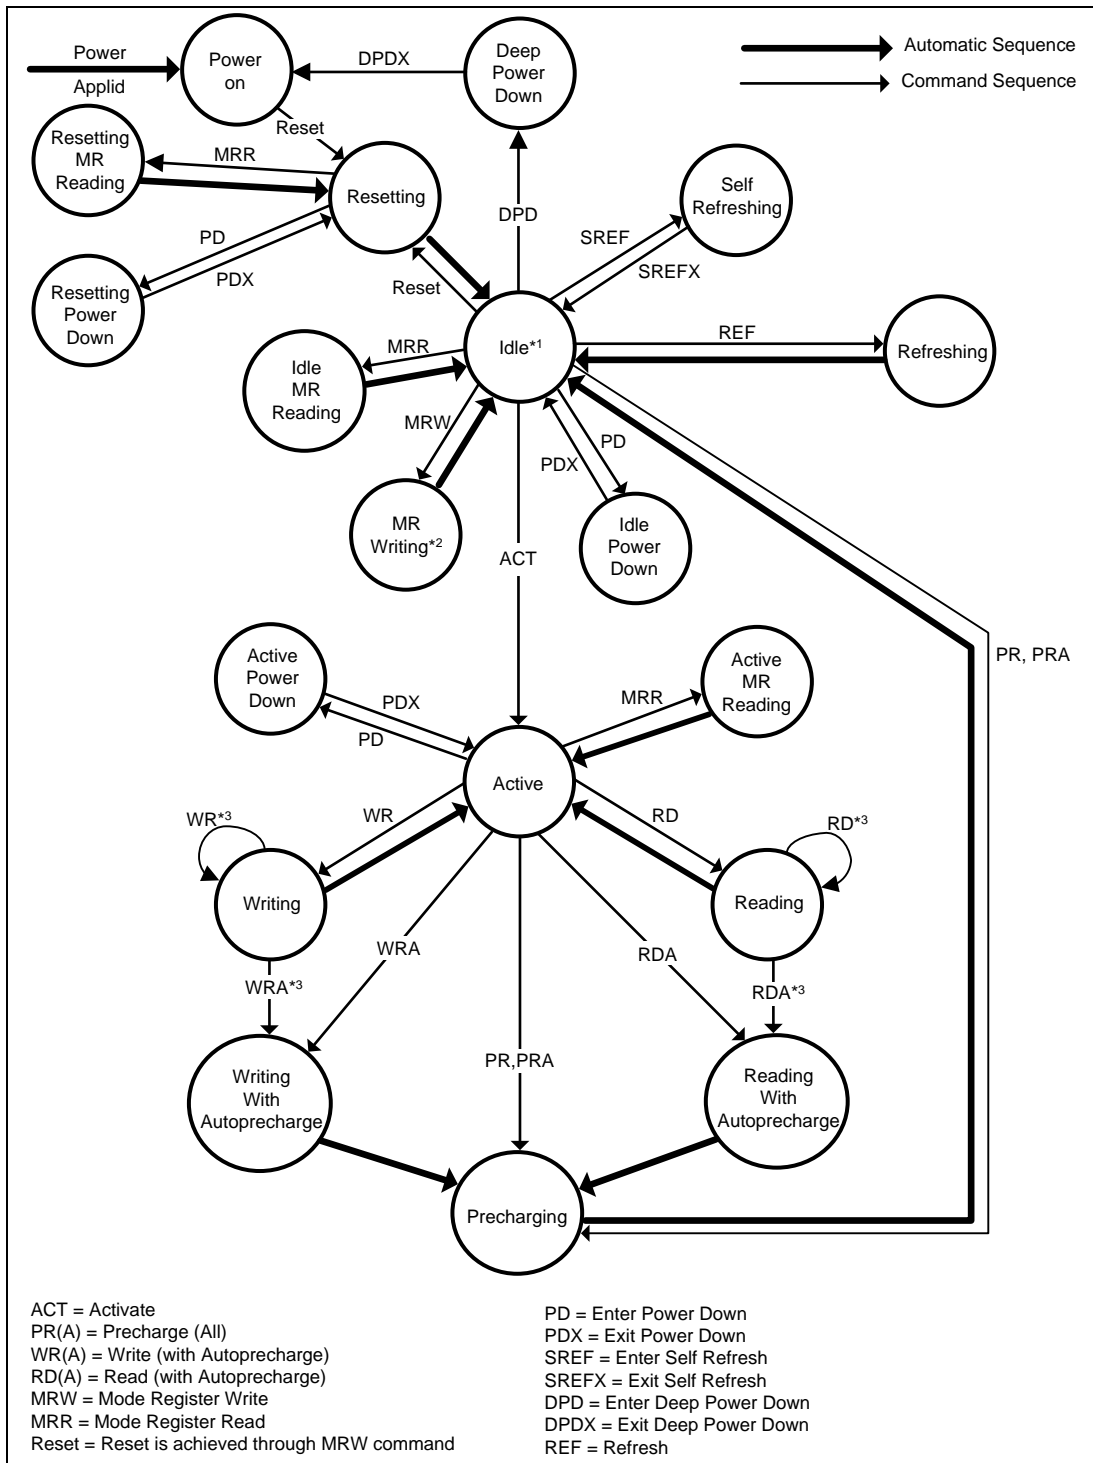 Power
Applid
Power
on
DPDX
Deep
Power
Down
Automatic Sequence
Command Sequence
Reset
Resetting
MR
Reading
MRR
Resetting
Self
Refreshing
DPD
SREF
SREFX
PD
PDX
Reset
Resetting
Power
Down
MRR
Idle*1
REF
Refreshing
Idle
MR
Reading
MRW
PD
PDX
MR
Writing*2
Idle
Power
Down
ACT
PR, PRA
Active
Power
Down
PDX
PD
MRR
Active
MR
Reading
Active
WR*3
WR
RD
RD*3
Writing
Reading
WRA
RDA
WRA*3
RDA*3
PR,PRA
Writing
With
Autoprecharge
Reading
With
Autoprecharge
Precharging
ACT = Activate
PR(A) = Precharge (All)
WR(A) = Write (with Autoprecharge)
RD(A) = Read (with Autoprecharge)
MRW = Mode Register Write
MRR = Mode Register Read
Reset = Reset is achieved through MRW command
PD = Enter Power Down
PDX = Exit Power Down
SREF = Enter Self Refresh
SREFX = Exit Self Refresh
DPD = Enter Deep Power Down
DPDX = Exit Deep Power Down
REF = Refresh